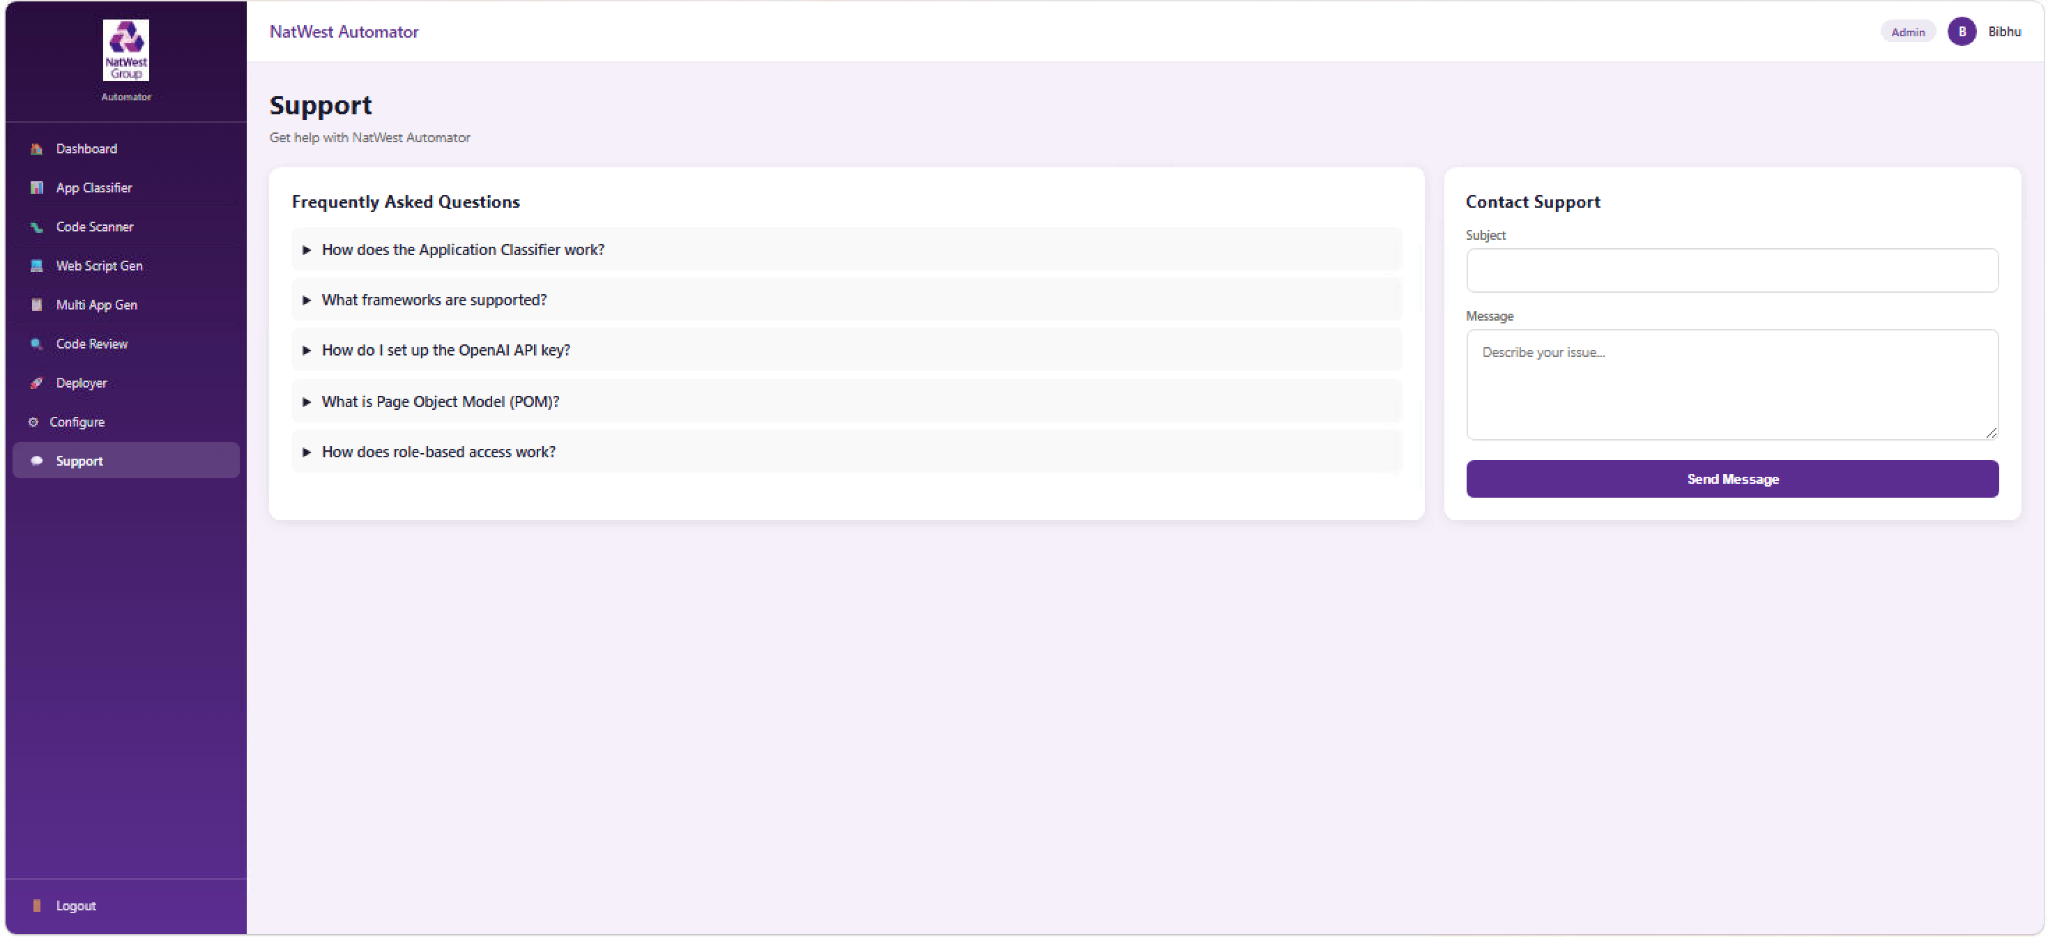 NatWest
Group
Automator
Dashboard
App Classifier
Code Scanner
Web Script Gen
Multi App Gen
Code Review
Deployer
Configure
Support
Logout
NatWest Automator
Admin
B
Bibhu
Support
Get help with NatWest Automator
Frequently Asked Questions
How does the Application Classifier work?
What frameworks are supported?
How do I set up the OpenAI API key?
What is Page Object Model (POM)?
How does role-based access work?
Contact Support
Subject
Message
Describe your issue...
Send Message